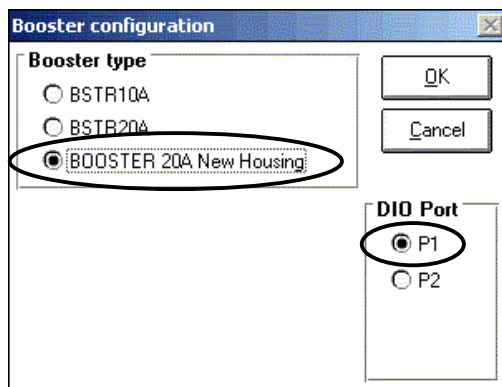 Booster configuration
Booster type
BSTR10A
BSTR20A
BOOSTER 20A New Housing
OK
Cancel
DIO Port
P1
P2